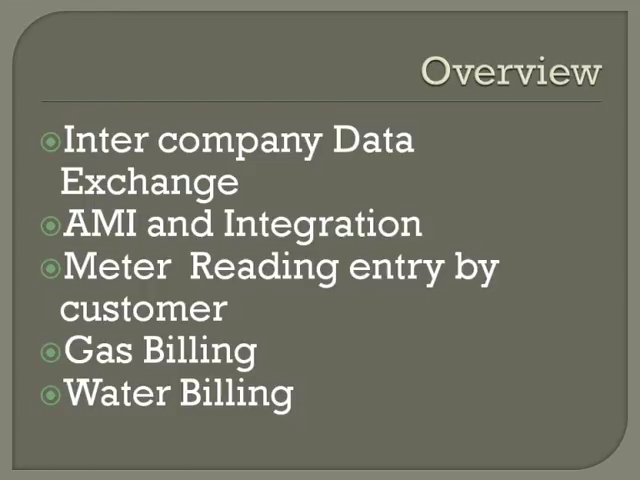 Overview
Inter company Data
Exchange
AMI and Integration
Meter  Reading entry by
customer
Gas Billing
Water Billing